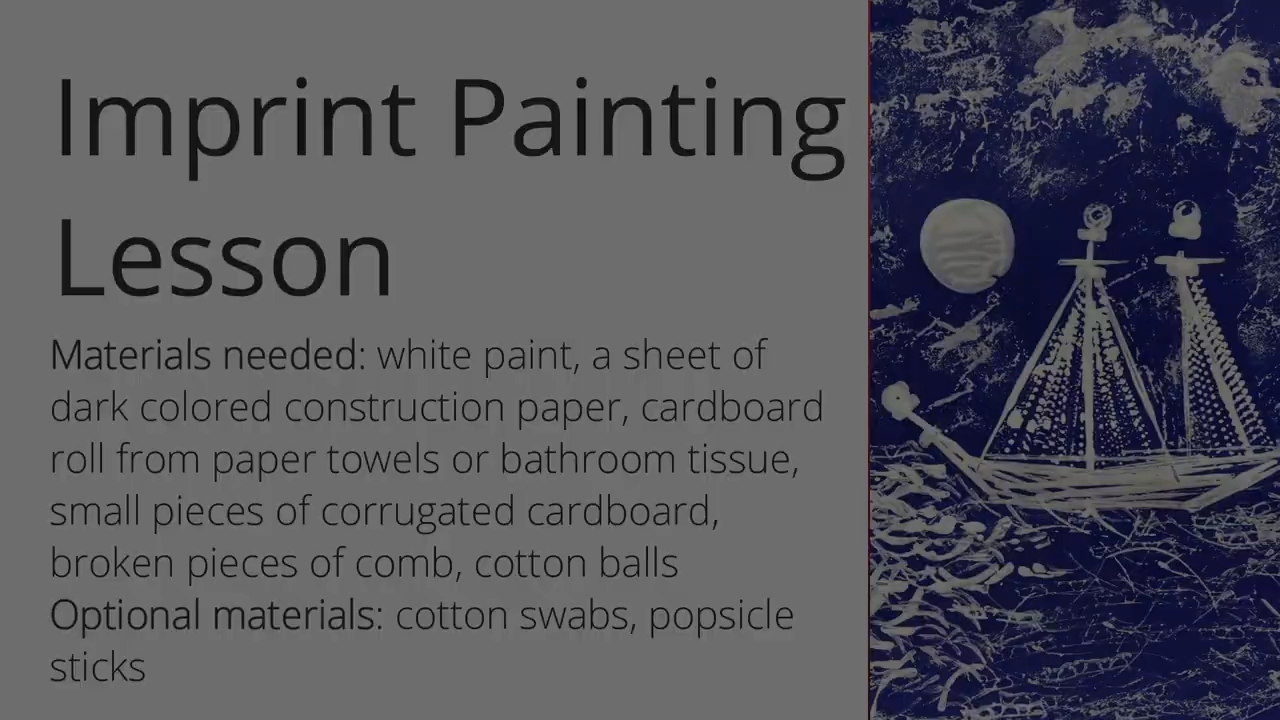 Imprint Painting
Lesson
Materials needed: white paint, a sheet of
dark colored construction paper, cardboard
roll from paper towels or bathroom tissue,
small pieces of corrugated cardboard,
broken pieces of comb, cotton balls
Optional materials: cotton swabs, popsicle
sticks